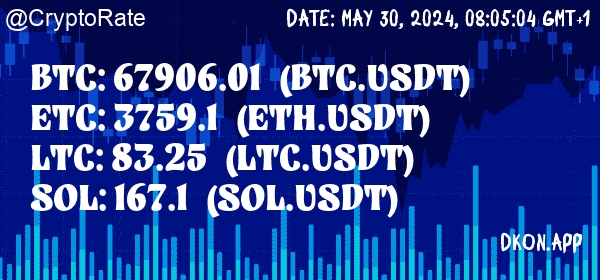 @CryptoRate
DATE: MAY 30, 2024, 08:05:04 GMT+1
BTC: 67906.01 (BTC.USDT)
ETC: 3759.1 (ETH.USDT)
LTC: 83.25 (LTC.USDT)
SOL: 167.1 (SOL.USDT)
DKON.APP